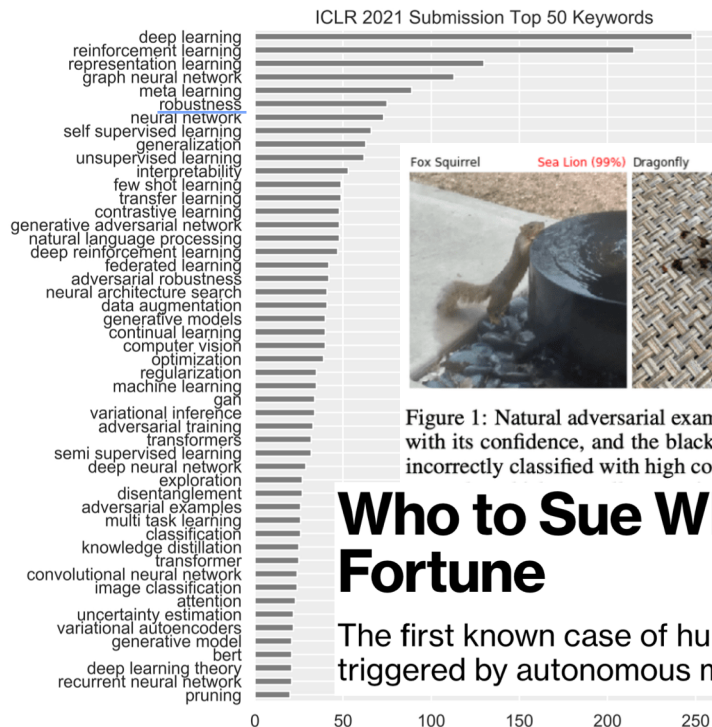 ICLR 2021 Submission Top 50 Keywords
deep learning
reinforcement learning
representation learning
graph neural network
meta learning
robustness
neural network
self supervised learning
generalization
unsupervised learning
interpretability
few shot learning
transfer learning
contrastive learning
generative adversarial network
natural language processing
deep reinforcement learning
federated learning
adversarial robustness
neural architecture search
data augmentation
generative models
continual learning
computer vision
optimization
regularization
machine learning
gan
variational inference
adversarial training
transformers
semi supervised learning
deep neural network
exploration
disentanglement
adversarial examples
multi task learning
classification
knowledge distillation
transformer
convolutional neural network
image classification
attention
uncertainty estimation
variational autoencoders
generative model
bert
deep learning theory
recurrent neural network
pruning
0 50 100 150 200 250
Fox Squirrel Sea Lion (99%) Dragonfly
Figure 1: Natural adversarial exam
with its confidence, and the black
incorrectly classified with high co
Who to Sue W
Fortune
The first known case of hu
triggered by autonomous m